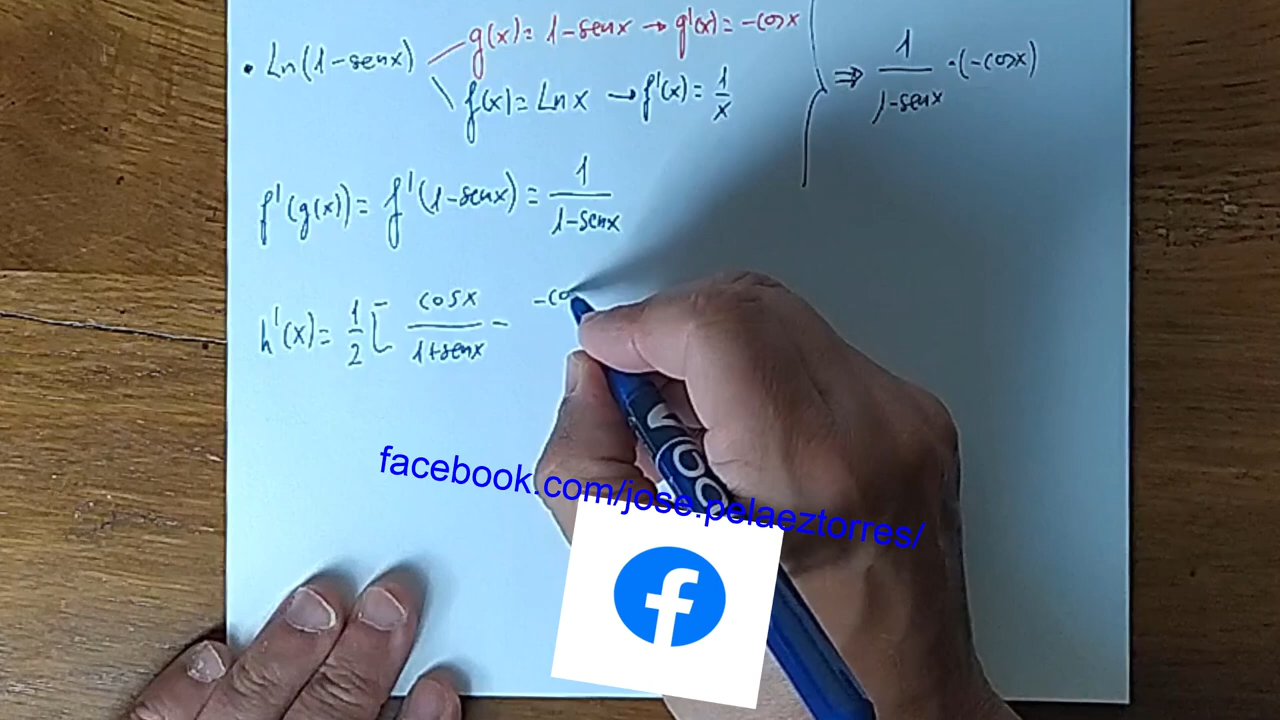 • Ln(1-senx) g(x)= 1-senx → g'(x)= -cosx ⇒ 1/(1-senx) ·(-cosx)
f(x)= Ln x → f'(x)= 1/x
f'(g(x))= f'(1-senx)= 1/(1-senx)
h'(x)= 1/2 [ cosx/(1+senx) - -co
facebook.com/jose.pelaeztorres/
f